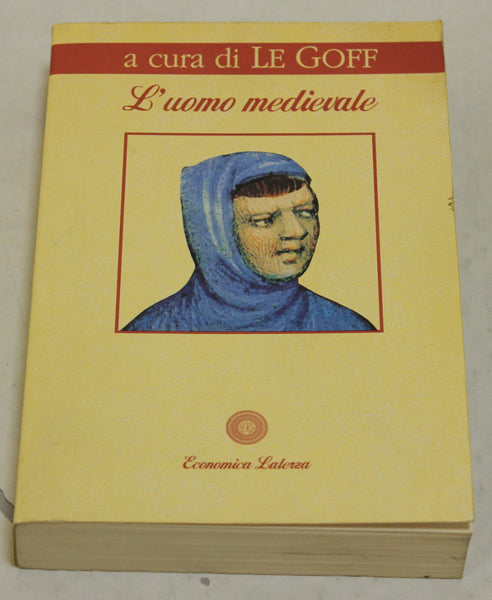 a cura di LE GOFF
L'uomo medievale
Economica Laterza